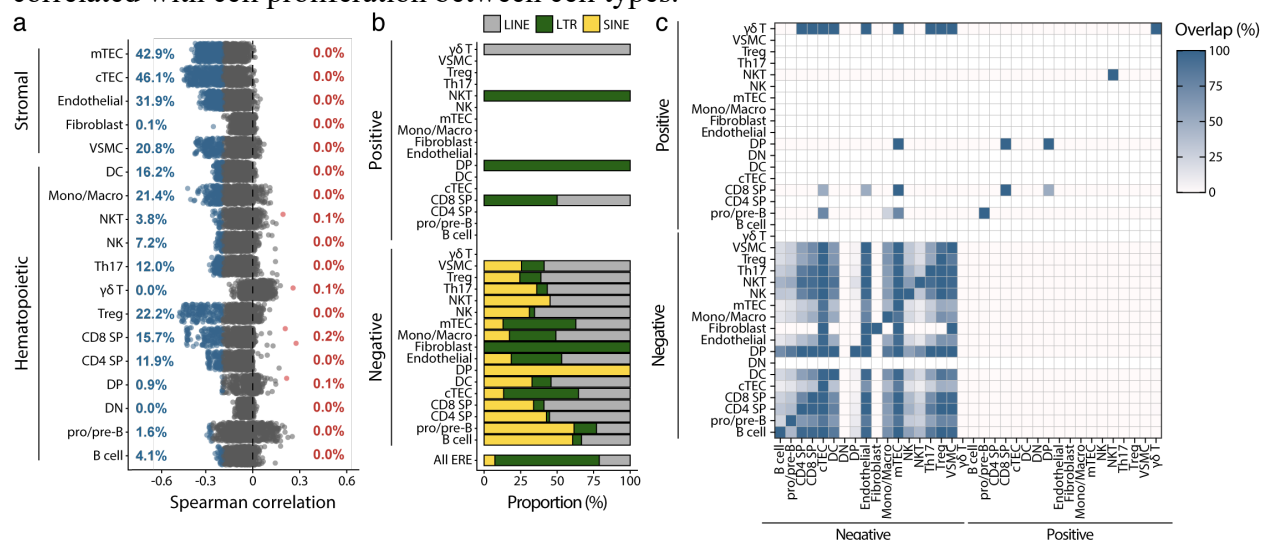 correlated with cell proliferation between cell types.
a
Stromal
Hematopoietic
mTEC 42.9% 0.0%
cTEC 46.1% 0.0%
Endothelial 31.9% 0.0%
Fibroblast 0.1% 0.0%
VSMC 20.8% 0.0%
DC 16.2% 0.0%
Mono/Macro 21.4% 0.0%
NKT 3.8% 0.1%
NK 7.2% 0.0%
Th17 12.0% 0.0%
γδ T 0.0% 0.1%
Treg 22.2% 0.0%
CD8 SP 15.7% 0.2%
CD4 SP 11.9% 0.0%
DP 0.9% 0.1%
DN 0.0% 0.0%
pro/pre-B 1.6% 0.0%
B cell 4.1% 0.0%
-0.6 -0.3 0 0.3 0.6
Spearman correlation
b
LINE LTR SINE
Positive
γδ T
VSMC
Treg
Th17
NKT
NK
mTEC
Mono/Macro
Fibroblast
Endothelial
DP
DC
cTEC
CD8 SP
CD4 SP
pro/pre-B
B cell
Negative
γδ T
VSMC
Treg
Th17
NKT
NK
mTEC
Mono/Macro
Fibroblast
Endothelial
DP
DC
cTEC
CD8 SP
CD4 SP
pro/pre-B
B cell
All ERE
0 25 50 75 100
Proportion (%)
c
Positive
γδ T
VSMC
Treg
Th17
NKT
NK
mTEC
Mono/Macro
Fibroblast
Endothelial
DP
DN
DC
cTEC
CD8 SP
CD4 SP
pro/pre-B
B cell
Negative
γδ T
VSMC
Treg
Th17
NKT
NK
mTEC
Mono/Macro
Fibroblast
Endothelial
DP
DN
DC
cTEC
CD8 SP
CD4 SP
pro/pre-B
B cell
B cell
pro/pre-B
CD4 SP
CD8 SP
cTEC
DC
DN
DP
Endothelial
Fibroblast
Mono/Macro
mTEC
NK
NKT
Th17
Treg
VSMC
γδ T
B cell
pre-B
CD4 SP
CD8 SP
cTEC
DC
DN
DP
Endothelial
Fibroblast
Mono/Macro
mTEC
NK
NKT
Th17
Treg
VSMC
γδ T
Negative Positive
Overlap (%)
100
75
50
25
0